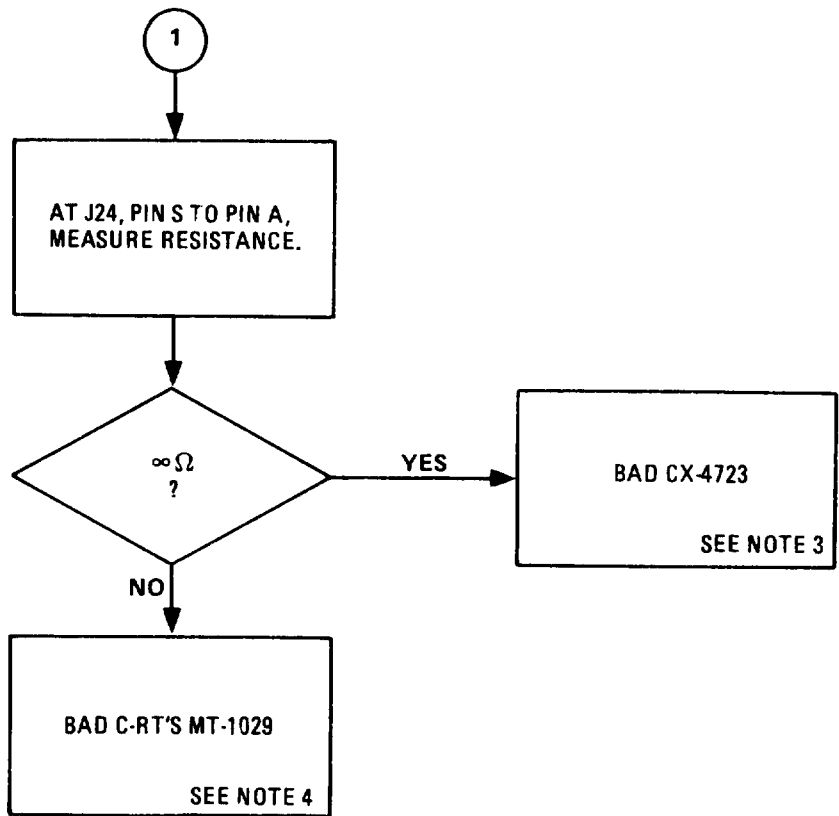 1
AT J24, PIN S TO PIN A,
MEASURE RESISTANCE.
∞ Ω
?
YES
BAD CX-4723
SEE NOTE 3
NO
BAD C-RT'S MT-1029
SEE NOTE 4